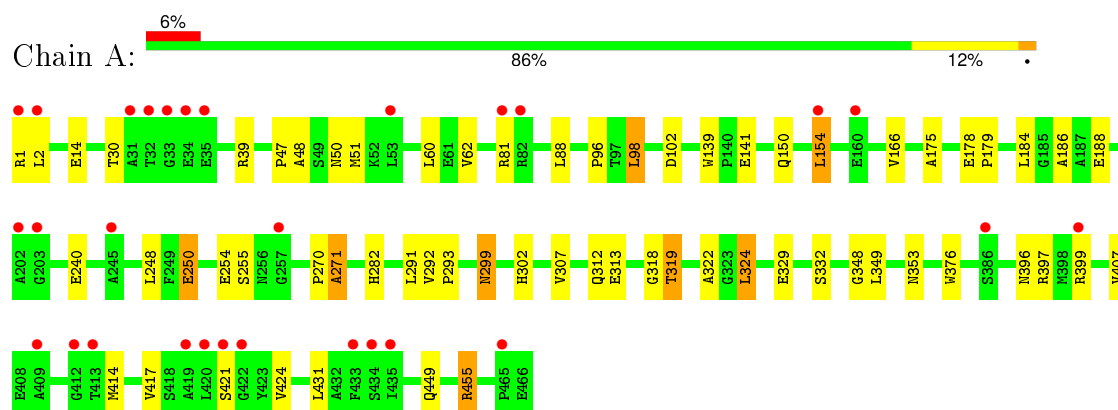 6%
Chain A:
86% 12% •
R1 L2 E14 T30 A31 T32 G33 E34 E35 R39 P47 A48 S49 N50 M51 K52 L53 L60 E61 V62 R81 R82 L88 P96 T97 L98 D102 W139 P140 E141 Q150 L154 E160 V166 A175 E178 P179 L184 G185 A186 A187 E188
A202 G203 E240 A245 L248 F249 E250 E254 S255 N256 G257 P270 A271 H282 L291 V292 P293 N299 H302 V307 Q312 E313 G318 T319 A322 G323 L324 E329 S332 G348 L349 N353 W376 S386 N396 R397 M398 R399 V407
E408 A409 G412 T413 M414 V417 S418 A419 L420 S421 G422 Y423 V424 L431 A432 F433 S434 I435 Q449 R455 P465 E466